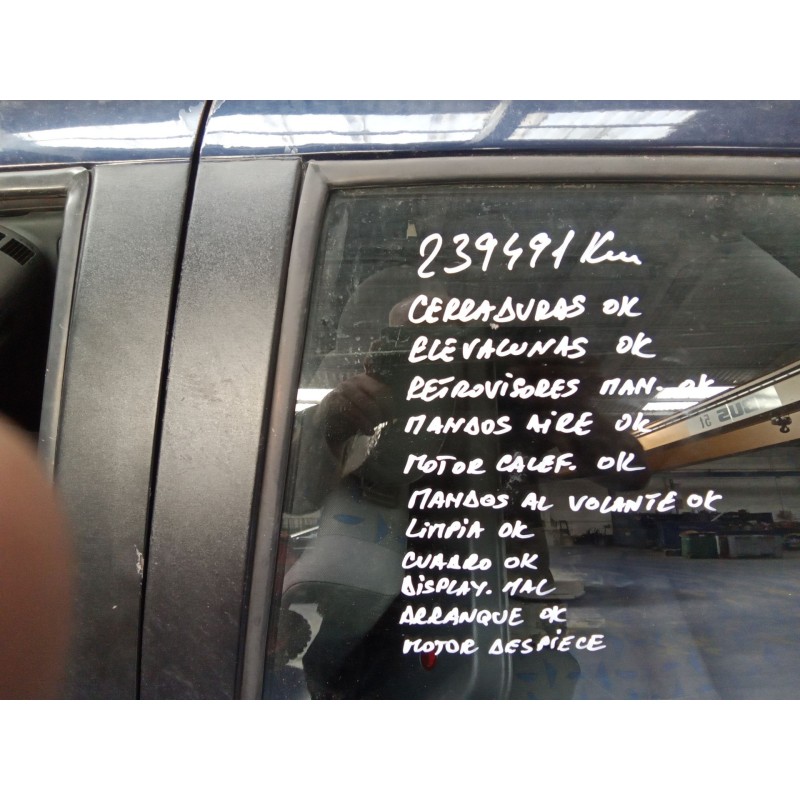 239491 Km
CERRADURAS OK
ELEVALUNAS OK
RETROVISORES MAN. OK
MANDOS AIRE OK
MOTOR CALEF. OK
MANDOS AL VOLANTE OK
LIMPIA OK
CUADRO OK
DISPLAY. MAL
ARRANQUE OK
MOTOR DESPIECE